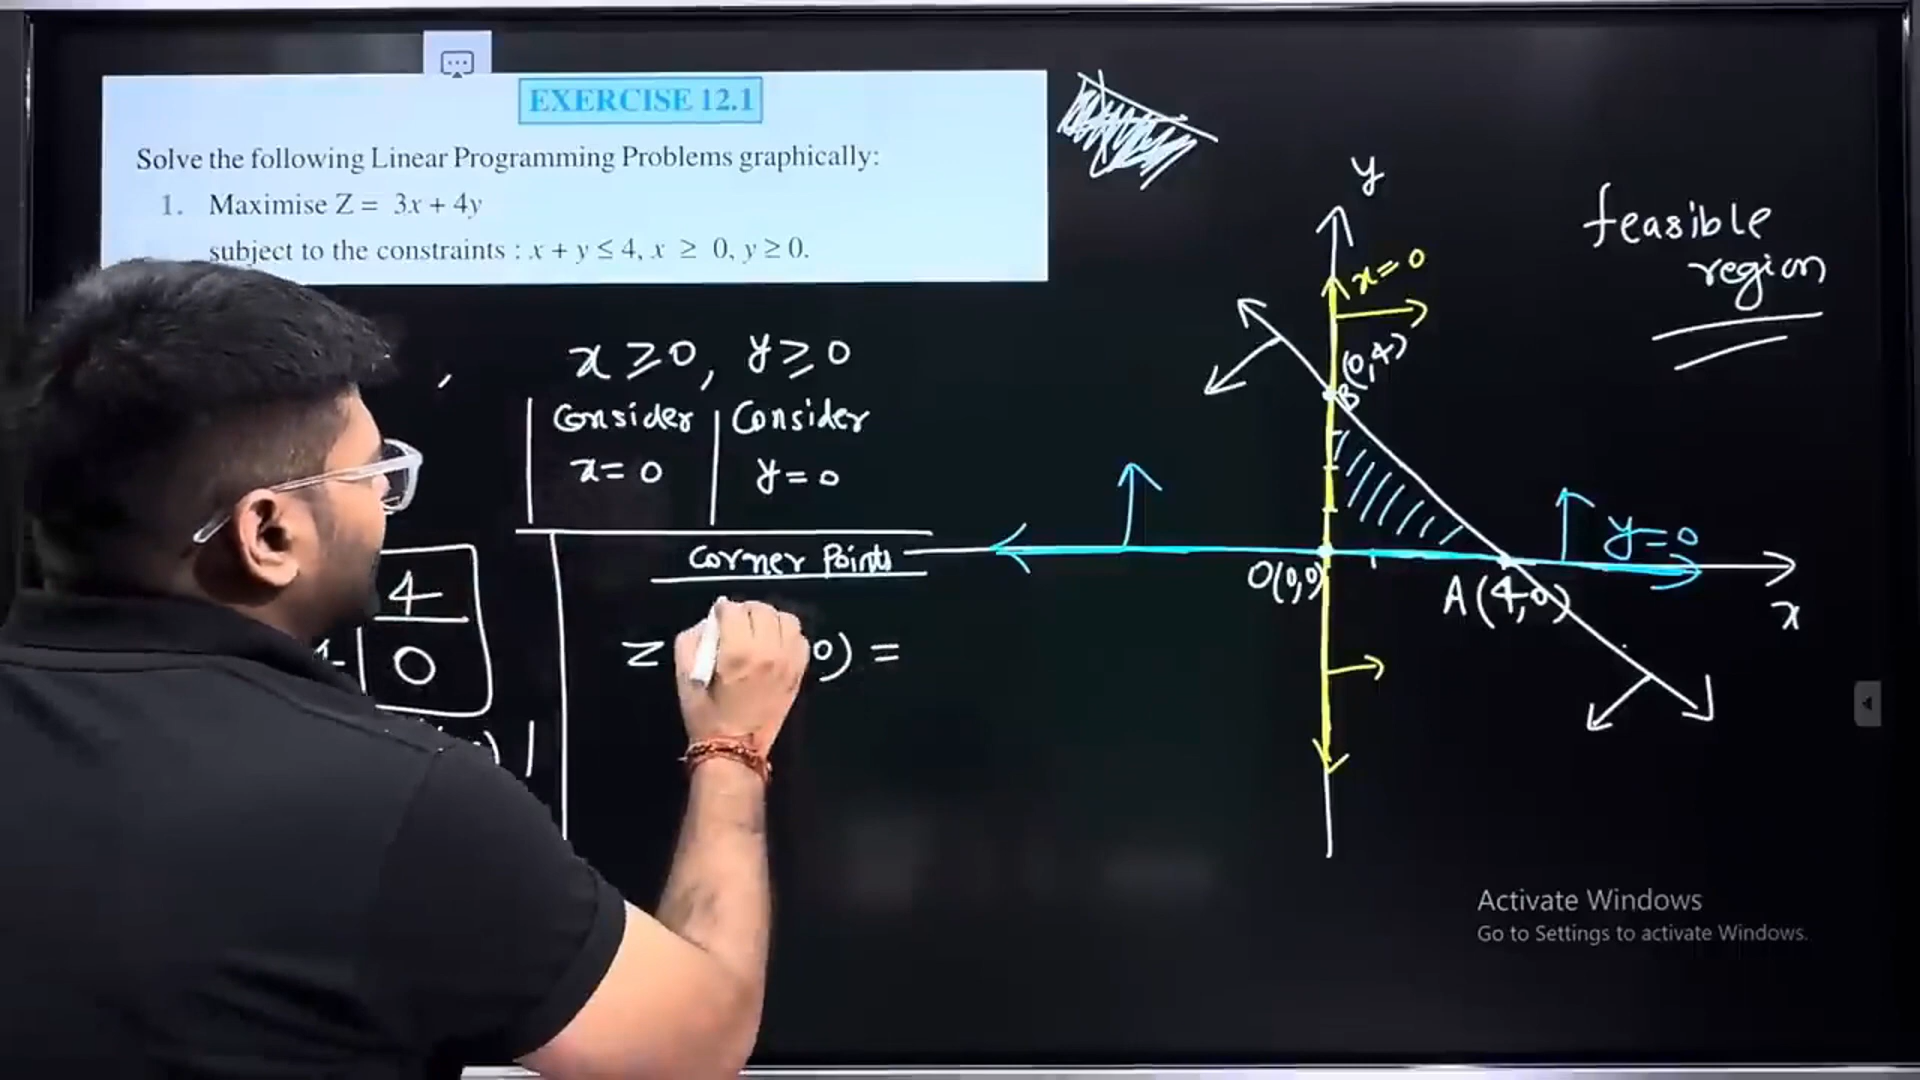 EXERCISE 12.1
Solve the following Linear Programming Problems graphically:
1. Maximise Z = 3x + 4y
subject to the constraints : x + y ≤ 4, x ≥ 0, y ≥ 0.
x ≥ 0, y ≥ 0
Consider
x = 0
Consider
y = 0
Corner Points
Z 0) =
4
0
y
x = 0
(0,4)
B
feasible
region
y = 0
O(0,0)
A(4,0)
x
Activate Windows
Go to Settings to activate Windows.